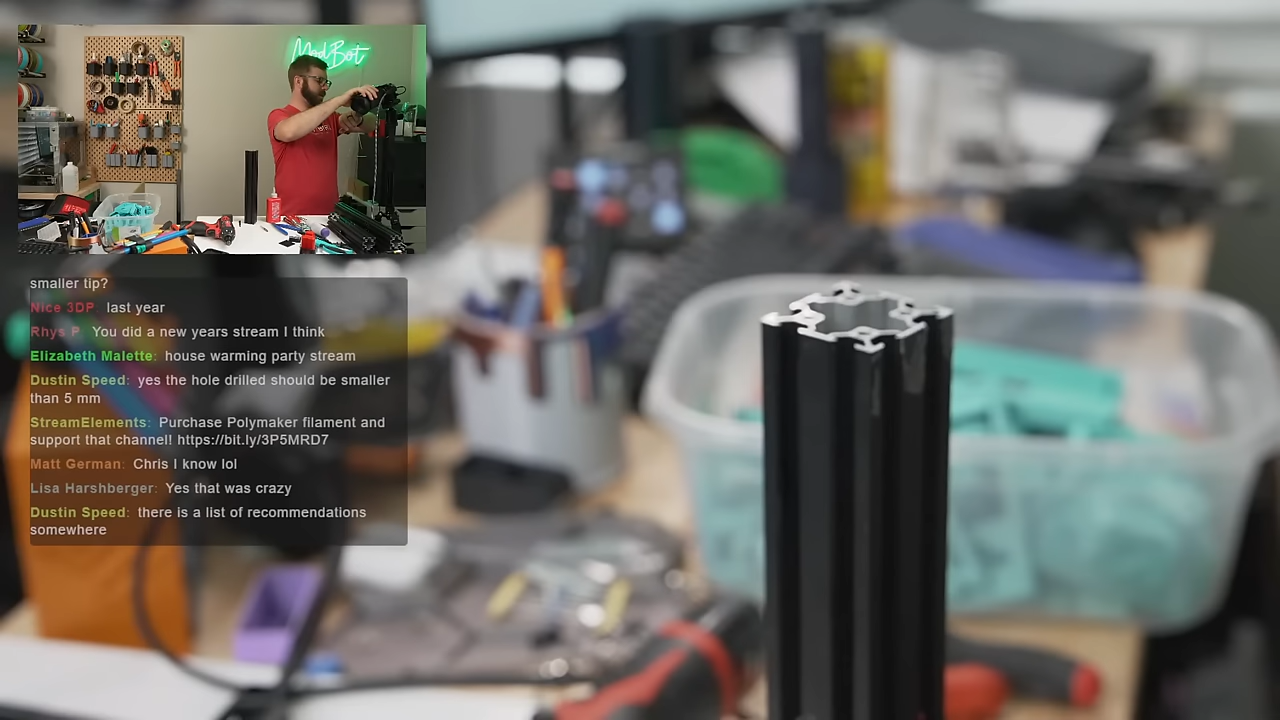 ModBot
smaller tip?
Nice 3DP: last year
Rhys P: You did a new years stream I think
Elizabeth Malette: house warming party stream
Dustin Speed: yes the hole drilled should be smaller
than 5 mm
StreamElements: Purchase Polymaker filament and
support that channel! https://bit.ly/3P5MRD7
Matt German: Chris I know lol
Lisa Harshberger: Yes that was crazy
Dustin Speed: there is a list of recommendations
somewhere